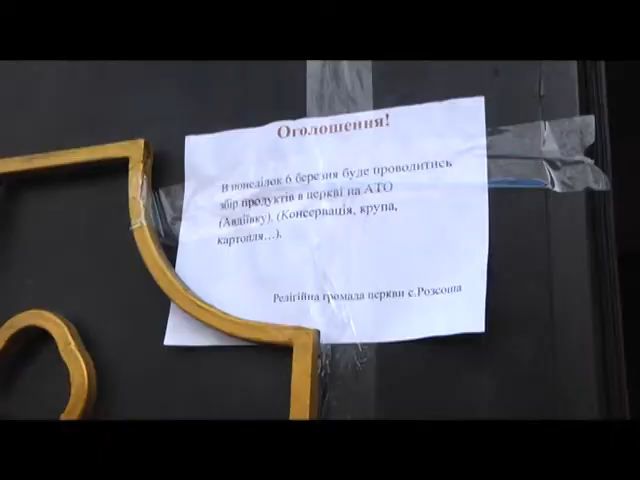 Оголошення!
В понеділок 6 березня буде проводитись
збір продуктів в церкві на АТО
(Авдіївку). (Консервація, крупа,
картопля…).
Релігійна громада церкви с.Розсоша